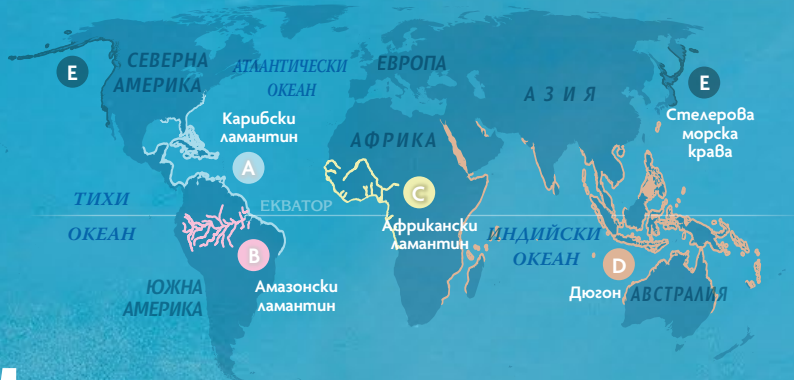 СЕВЕРНА
АМЕРИКА
АТЛАНТИЧЕСКИ
ОКЕАН
ЕВРОПА
АЗИЯ
E
E
Стелерова
морска
крава
Карибски
ламантин
A
АФРИКА
C
Африкански
ламантин
ТИХИ
ОКЕАН
ЕКВАТОР
B
Амазонски
ламантин
ЮЖНА
АМЕРИКА
ИНДИЙСКИ
ОКЕАН
D
Дюгон
АВСТРАЛИЯ